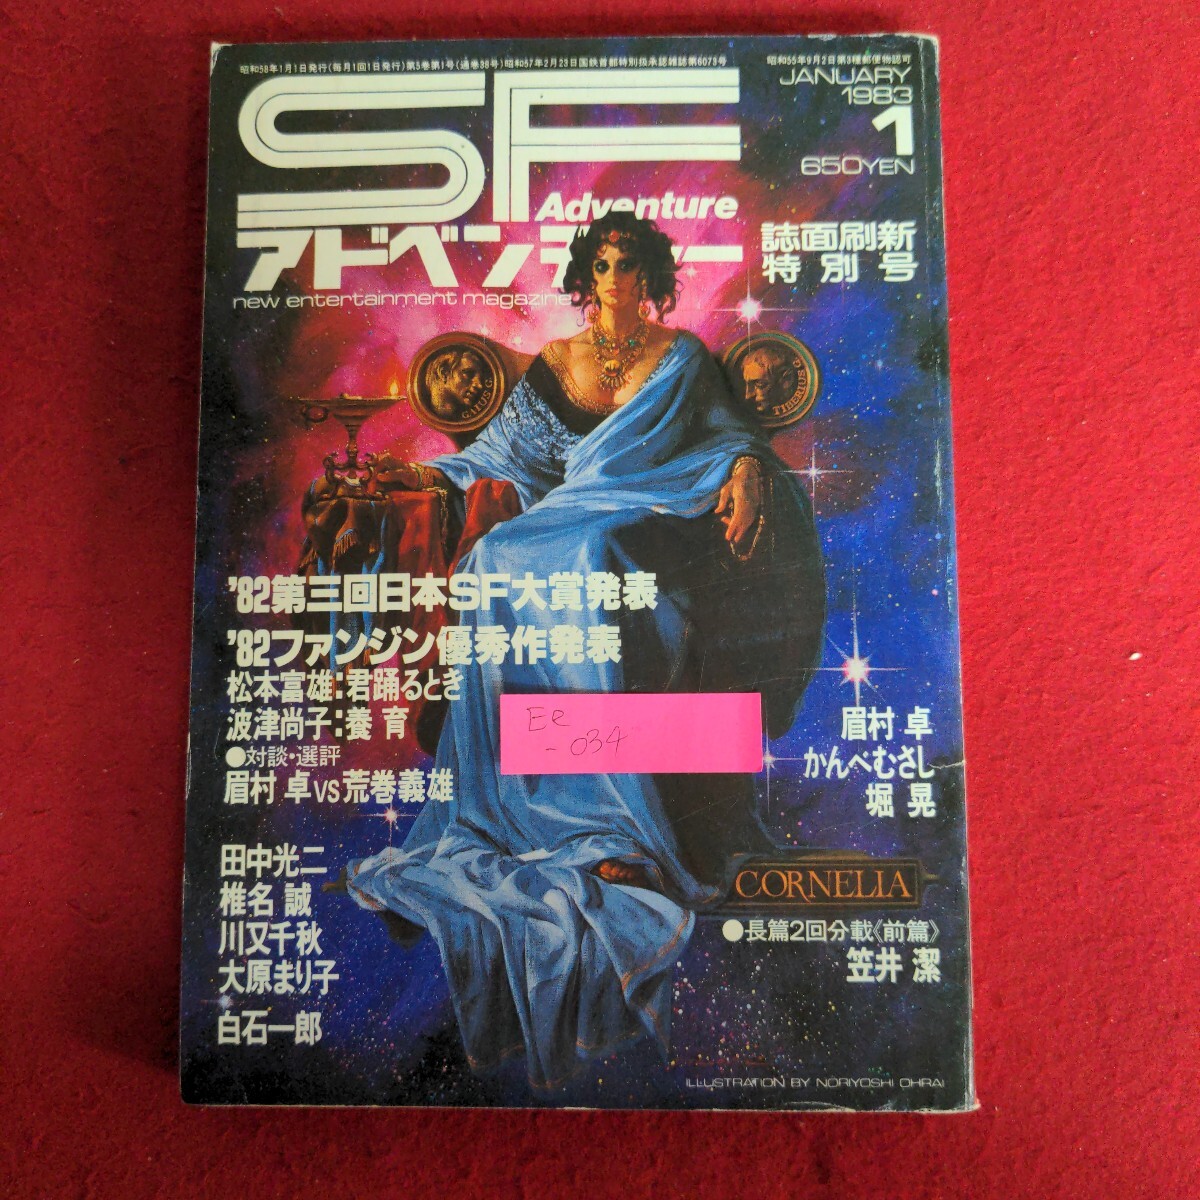 昭和58年1月1日発行(毎月1回1日発行)第5巻第1号(通巻38号)昭和57年2月23日国鉄首都特別扱承認雑誌第6073号
昭和55年9月2日第3種郵便物認可
JANUARY
1983
1
650YEN
SF
Adventure
アドベンチャー
new entertainment magazine
誌面刷新
特別号
GAIUS G
TIBERIUS G
'82第三回日本SF大賞発表
'82ファンジン優秀作発表
松本富雄:君踊るとき
波津尚子:養育
●対談・選評
眉村 卓VS荒巻義雄
Ee
-034
眉村 卓
かんべむさし
堀 晃
田中光二
椎名 誠
川又千秋
大原まり子
白石一郎
CORNELIA
●長篇2回分載《前篇》
笠井 潔
ILLUSTRATION BY NORIYOSHI OHRAI